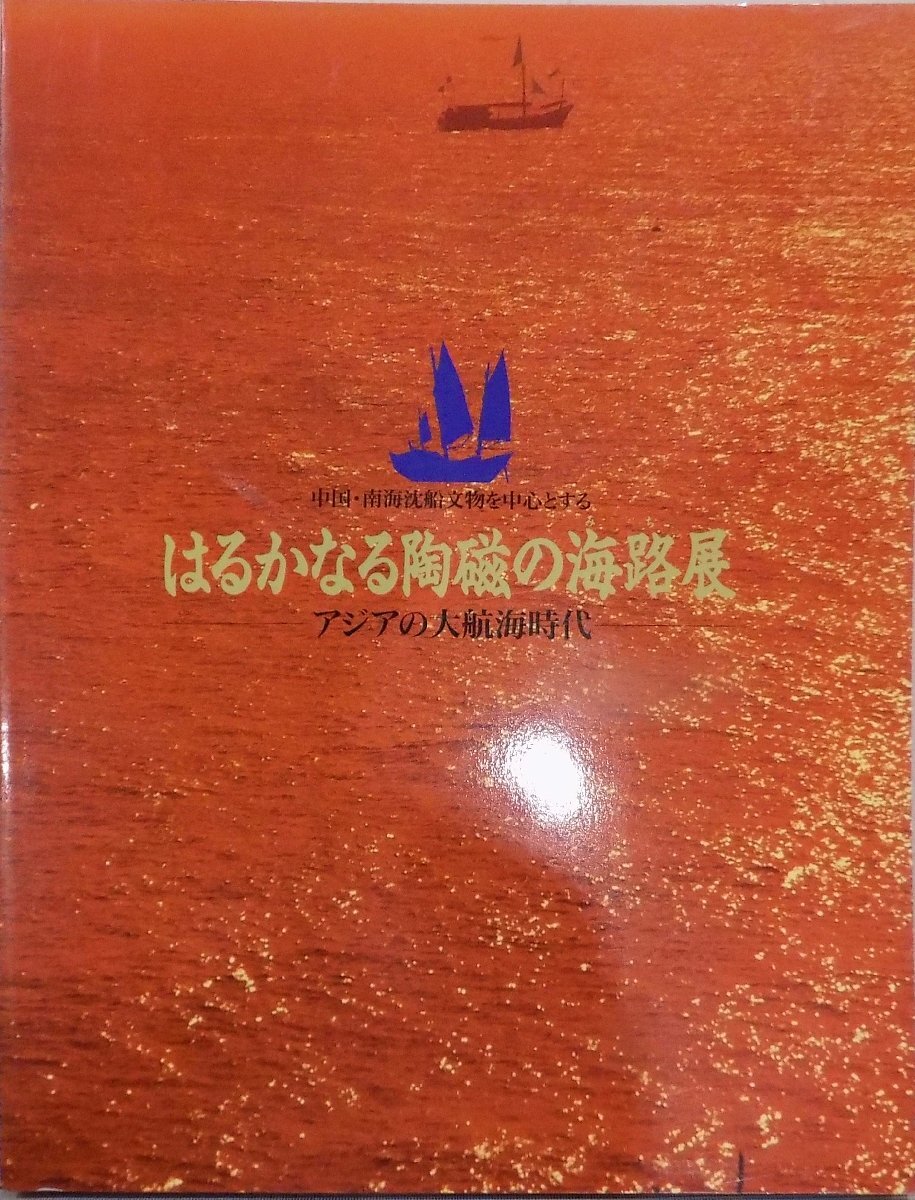 中国・南海沈船文物を中心とする
はるかなる陶磁の海路展
アジアの大航海時代